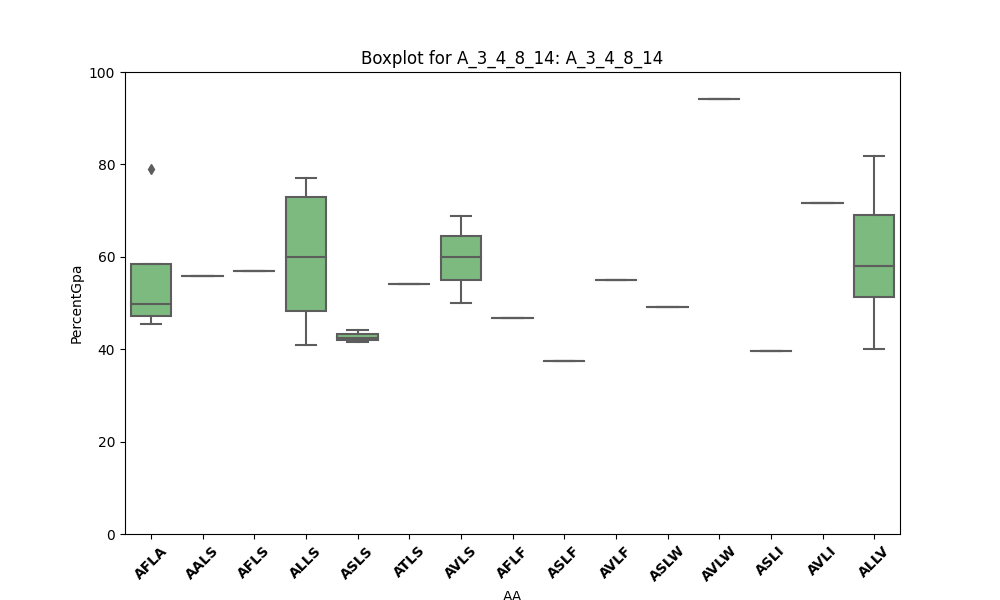 Boxplot for A_3_4_8_14: A_3_4_8_14
100
80
60
40
20
0
PercentGpa
AFLA AALS AFLS ALLS ASLS ATLS AVLS AFLF ASLF AVLF ASLW AVLW ASLI AVLI ALLV
AA